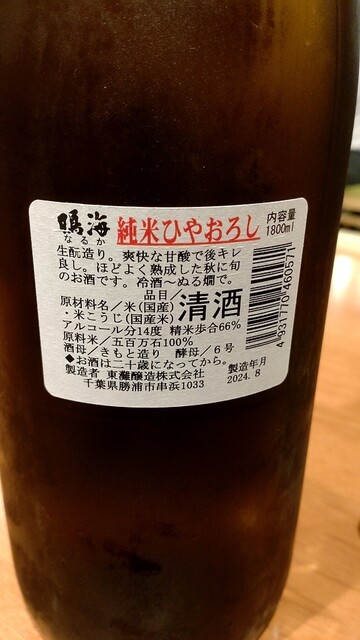 鳴海 純米ひやおろし 内容量
なるか 1800ml
生酛造り。爽快な甘酸で後キレ
良し。ほどよく熟成した秋に旬
のお酒です。冷酒～ぬる燗で。
品目／清酒
原材料名／米(国産)
・米こうじ(国産米)
アルコール分14度 精米歩合66%
原料米／五百万石100%
酒母／きもと造り 酵母／6号
◆お酒は二十歳になってから。
製造者 東灘醸造株式会社
千葉県勝浦市串浜1033
製造年月
2024.8
4 931770 460571